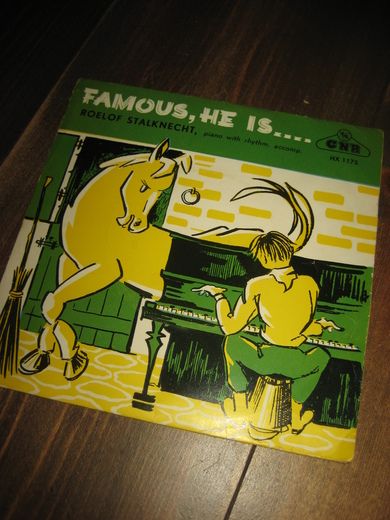 FAMOUS, HE IS....
ROELOF STALKNECHT, piano with rhythm. accomp.
CNR
HX 1175